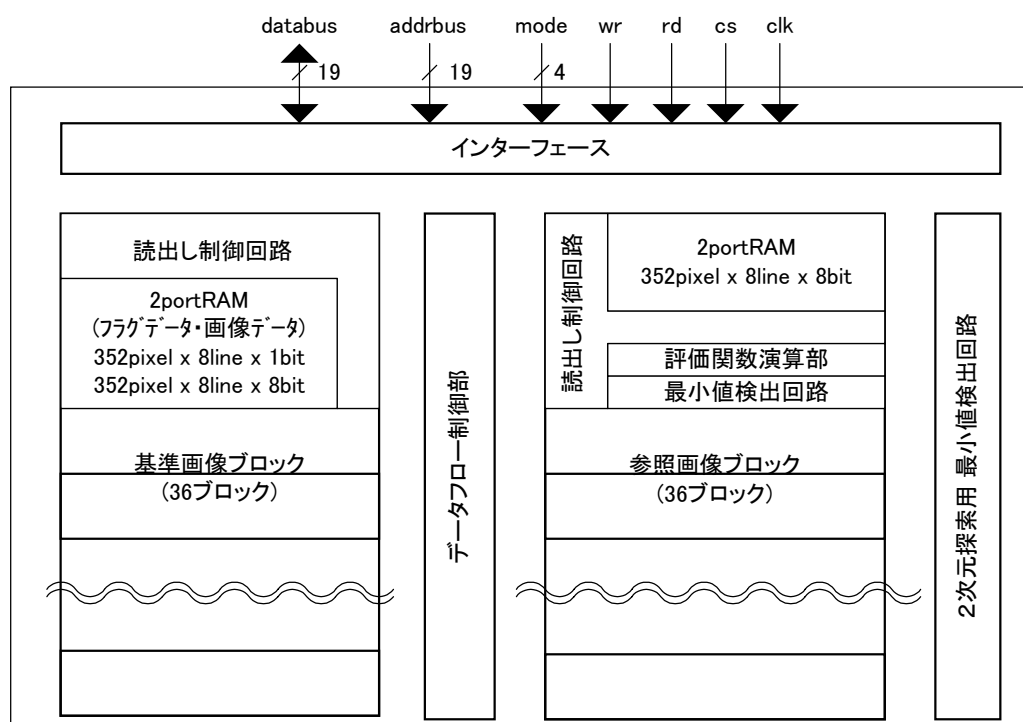 databus addrbus mode wr rd cs clk
19 19 4
インターフェース
読出し制御回路
2portRAM
(フラグデータ・画像データ)
352pixel x 8line x 1bit
352pixel x 8line x 8bit
基準画像ブロック
(36ブロック)
データフロー制御部
読出し制御回路
2portRAM
352pixel x 8line x 8bit
評価関数演算部
最小値検出回路
参照画像ブロック
(36ブロック)
2次元探索用 最小値検出回路